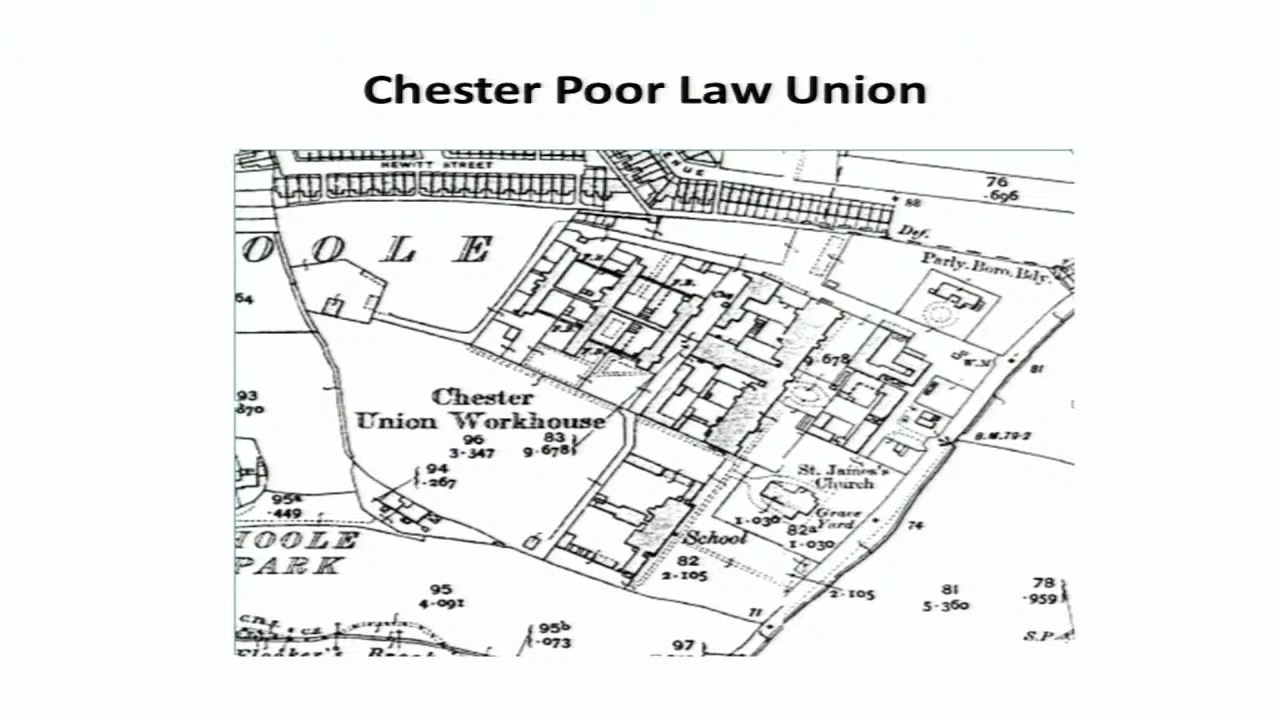 Chester Poor Law Union
HEWITT STREET
76
.696
88
Def.
OOLE
Parly. Boro. Bdy.
64
9.678
W.M
81
93
870
Chester
Union Workhouse
96
3.347
83
9.678
B.M.79.2
94
.267
St. James's
Church
95a
.449
1.036
Grave
Yard
82a
1.030
74
HOOLE
PARK
School
82
2.105
95
4.091
2.105
81
5.360
78
.959
77
95b
.073
97
S.P.